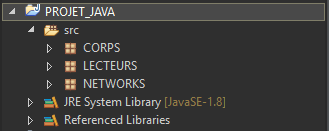 PROJET_JAVA
src
CORPS
LECTEURS
NETWORKS
JRE System Library [JavaSE-1.8]
Referenced Libraries